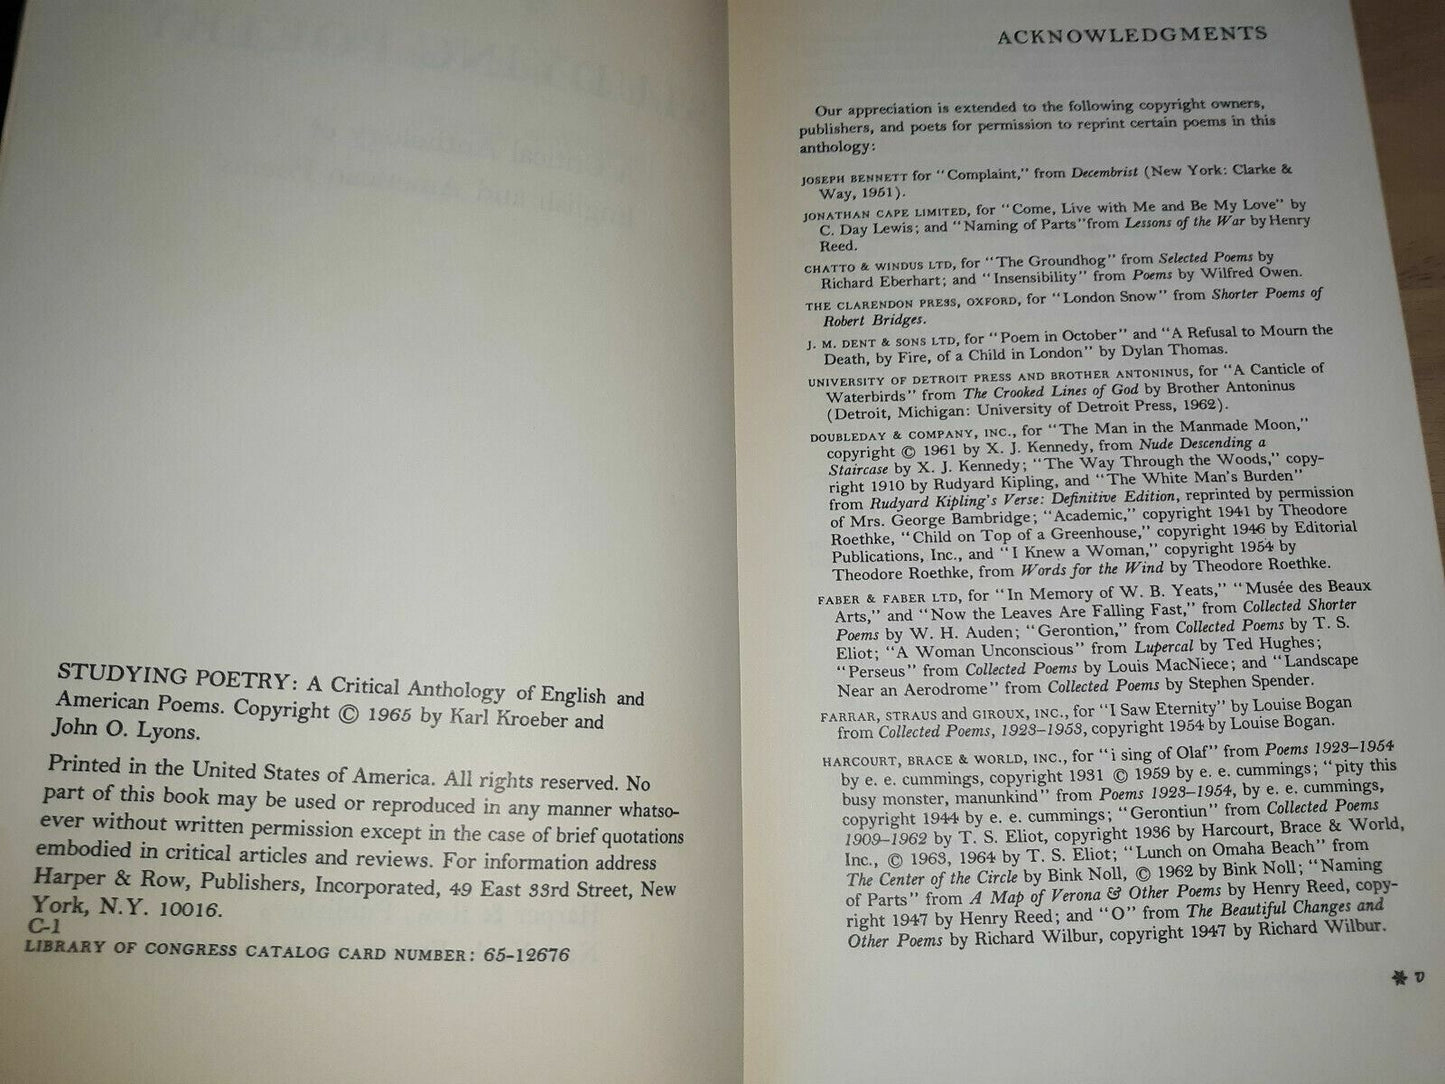 STUDYING POETRY: A Critical Anthology of English and
American Poems. Copyright © 1965 by Karl Kroeber and
John O. Lyons.
Printed in the United States of America. All rights reserved. No
part of this book may be used or reproduced in any manner whatso-
ever without written permission except in the case of brief quotations
embodied in critical articles and reviews. For information address
Harper & Row, Publishers, Incorporated, 49 East 33rd Street, New
York, N.Y. 10016.
C-1
LIBRARY OF CONGRESS CATALOG CARD NUMBER: 65-12676
ACKNOWLEDGMENTS
Our appreciation is extended to the following copyright owners,
publishers, and poets for permission to reprint certain poems in this
anthology:
JOSEPH BENNETT for "Complaint," from Decembrist (New York: Clarke &
Way, 1951).
JONATHAN CAPE LIMITED, for "Come, Live with Me and Be My Love" by
C. Day Lewis; and "Naming of Parts"from Lessons of the War by Henry
Reed.
CHATTO & WINDUS LTD, for "The Groundhog" from Selected Poems by
Richard Eberhart; and "Insensibility" from Poems by Wilfred Owen.
THE CLARENDON PRESS, OXFORD, for "London Snow" from Shorter Poems of
Robert Bridges.
J. M. DENT & SONS LTD, for "Poem in October" and "A Refusal to Mourn the
Death, by Fire, of a Child in London" by Dylan Thomas.
UNIVERSITY OF DETROIT PRESS AND BROTHER ANTONINUS, for "A Canticle of
Waterbirds" from The Crooked Lines of God by Brother Antoninus
(Detroit, Michigan: University of Detroit Press, 1962).
DOUBLEDAY & COMPANY, INC., for "The Man in the Manmade Moon,"
copyright © 1961 by X. J. Kennedy, from Nude Descending a
Staircase by X. J. Kennedy; "The Way Through the Woods," copy-
right 1910 by Rudyard Kipling, and "The White Man's Burden"
from Rudyard Kipling's Verse: Definitive Edition, reprinted by permission
of Mrs. George Bambridge; "Academic," copyright 1941 by Theodore
Roethke, "Child on Top of a Greenhouse," copyright 1946 by Editorial
Publications, Inc., and "I Knew a Woman," copyright 1954 by
Theodore Roethke, from Words for the Wind by Theodore Roethke.
FABER & FABER LTD, for "In Memory of W. B. Yeats," "Musée des Beaux
Arts," and "Now the Leaves Are Falling Fast," from Collected Shorter
Poems by W. H. Auden; "Gerontion," from Collected Poems by T. S.
Eliot; "A Woman Unconscious" from Lupercal by Ted Hughes;
"Perseus" from Collected Poems by Louis MacNiece; and "Landscape
Near an Aerodrome" from Collected Poems by Stephen Spender.
FARRAR, STRAUS and GIROUX, INC., for "I Saw Eternity" by Louise Bogan
from Collected Poems, 1923-1953, copyright 1954 by Louise Bogan.
HARCOURT, BRACE & WORLD, INC., for "i sing of Olaf" from Poems 1923-1954
by e. e. cummings, copyright 1931 © 1959 by e. e. cummings; "pity this
busy monster, manunkind" from Poems 1923-1954, by e. e. cummings,
copyright 1944 by e. e. cummings; "Gerontiun" from Collected Poems
1909-1962 by T. S. Eliot, copyright 1936 by Harcourt, Brace & World,
Inc., © 1963, 1964 by T. S. Eliot; "Lunch on Omaha Beach" from
The Center of the Circle by Bink Noll, © 1962 by Bink Noll; "Naming
of Parts" from A Map of Verona & Other Poems by Henry Reed, copy-
right 1947 by Henry Reed; and "O" from The Beautiful Changes and
Other Poems by Richard Wilbur, copyright 1947 by Richard Wilbur.
* v